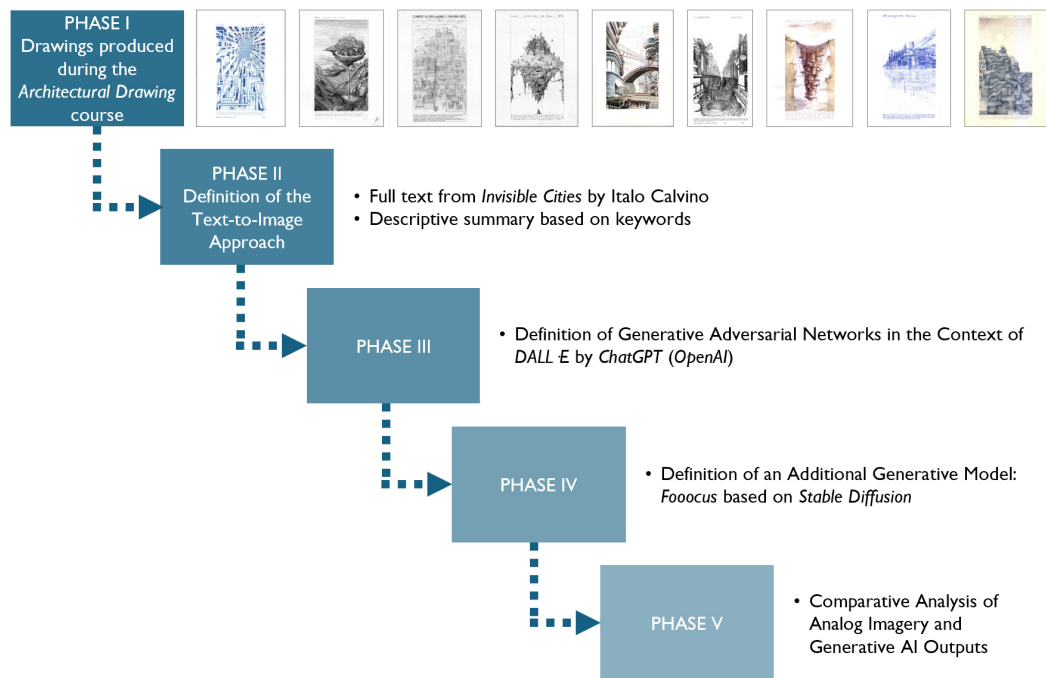 PHASE I
Drawings produced
during the
Architectural Drawing
course
PHASE II
Definition of the
Text-to-Image
Approach
• Full text from Invisible Cities by Italo Calvino
• Descriptive summary based on keywords
PHASE III
• Definition of Generative Adversarial Networks in the Context of
DALL·E by ChatGPT (OpenAI)
PHASE IV
• Definition of an Additional Generative Model:
Fooocus based on Stable Diffusion
PHASE V
• Comparative Analysis of
Analog Imagery and
Generative AI Outputs